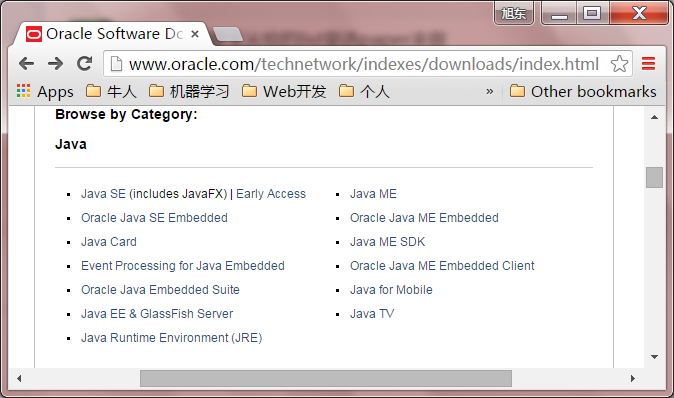 旭东
Oracle Software Do
www.oracle.com/technetwork/indexes/downloads/index.html
Apps 牛人 机器学习 Web开发 个人 » Other bookmarks
Browse by Category:
Java
Java SE (includes JavaFX) | Early Access
Java ME
Oracle Java SE Embedded
Oracle Java ME Embedded
Java Card
Java ME SDK
Event Processing for Java Embedded
Oracle Java ME Embedded Client
Oracle Java Embedded Suite
Java for Mobile
Java EE & GlassFish Server
Java TV
Java Runtime Environment (JRE)